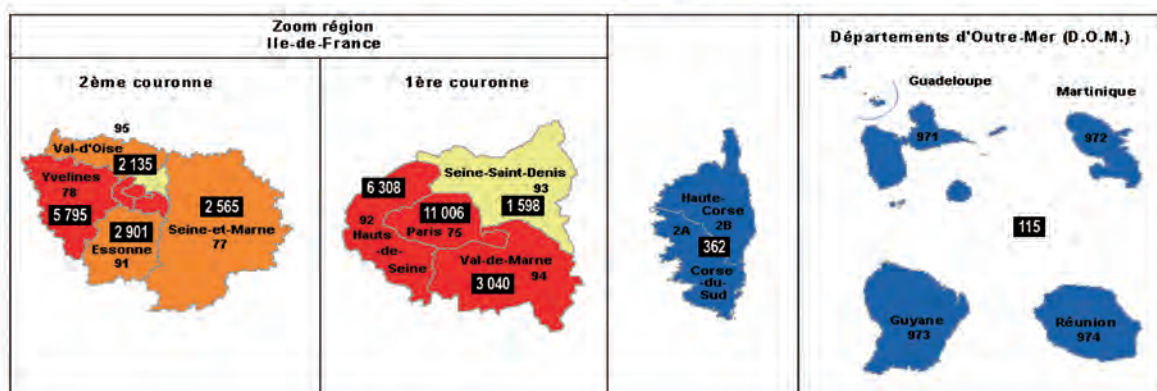 Zoom région
Ile-de-France
2ème couronne
95
Val-d'Oise
2 135
Yvelines
78
5 795
2 565
2 901
Seine-et-Marne
77
Essonne
91
1ère couronne
Seine-Saint-Denis
93
6 308
1 598
11 006
92
Hauts
-de-
Seine
Paris 75
Val-de-Marne
94
3 040
Haute-
Corse
2B
2A
362
Corse
-du-
Sud
Départements d'Outre-Mer (D.O.M.)
Guadeloupe
971
Martinique
972
115
Guyane
973
Réunion
974